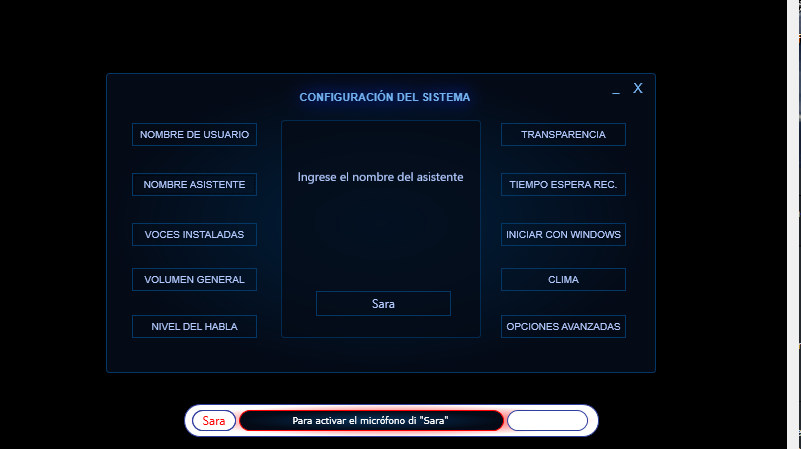 _ X
CONFIGURACIÓN DEL SISTEMA
NOMBRE DE USUARIO
NOMBRE ASISTENTE
VOCES INSTALADAS
VOLUMEN GENERAL
NIVEL DEL HABLA
Ingrese el nombre del asistente
Sara
TRANSPARENCIA
TIEMPO ESPERA REC.
INICIAR CON WINDOWS
CLIMA
OPCIONES AVANZADAS
Sara
Para activar el micrófono di "Sara"